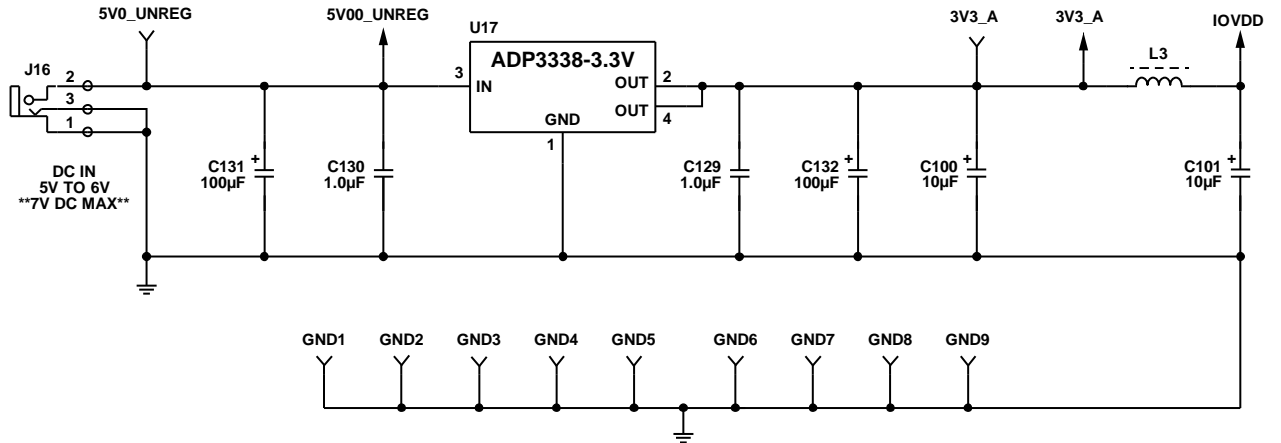 5V0_UNREG
5V00_UNREG
3V3_A
3V3_A
IOVDD
U17
ADP3338-3.3V
J16
2
3
1
3
IN
OUT
2
OUT
4
GND
1
L3
DC IN
5V TO 6V
**7V DC MAX**
C131
100µF
+
C130
1.0µF
C129
1.0µF
C132
100µF
+
C100
10µF
+
C101
10µF
+
GND1
GND2
GND3
GND4
GND5
GND6
GND7
GND8
GND9